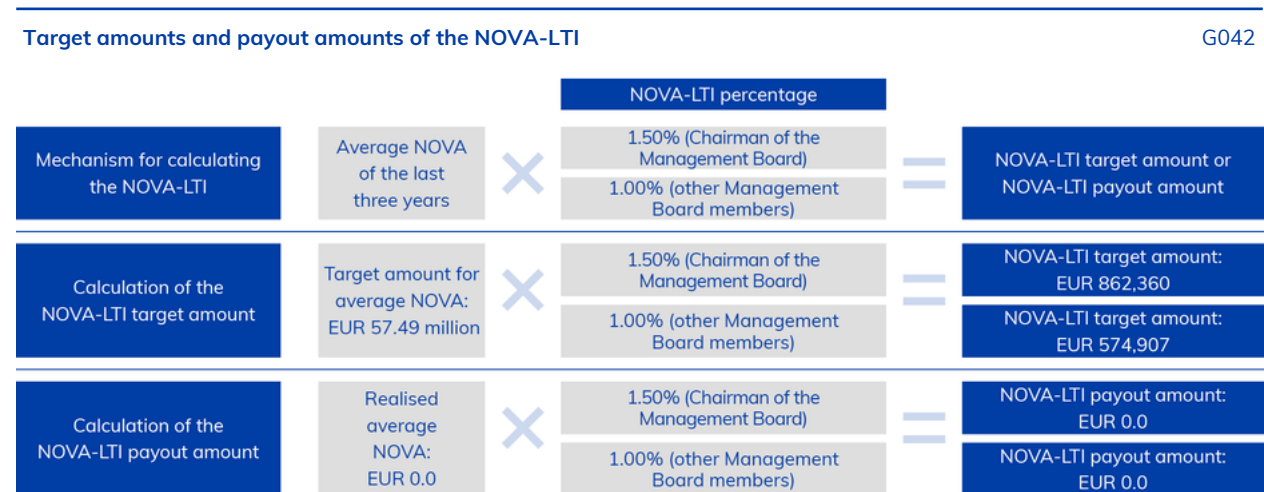 Target amounts and payout amounts of the NOVA-LTI
G042
NOVA-LTI percentage
Mechanism for calculating
the NOVA-LTI
Average NOVA
of the last
three years
×
1.50% (Chairman of the
Management Board)
1.00% (other Management
Board members)
=
NOVA-LTI target amount or
NOVA-LTI payout amount
Calculation of the
NOVA-LTI target amount
Target amount for
average NOVA:
EUR 57.49 million
×
1.50% (Chairman of the
Management Board)
1.00% (other Management
Board members)
=
NOVA-LTI target amount:
EUR 862,360
NOVA-LTI target amount:
EUR 574,907
Calculation of the
NOVA-LTI payout amount
Realised
average
NOVA:
EUR 0.0
×
1.50% (Chairman of the
Management Board)
1.00% (other Management
Board members)
=
NOVA-LTI payout amount:
EUR 0.0
NOVA-LTI payout amount:
EUR 0.0